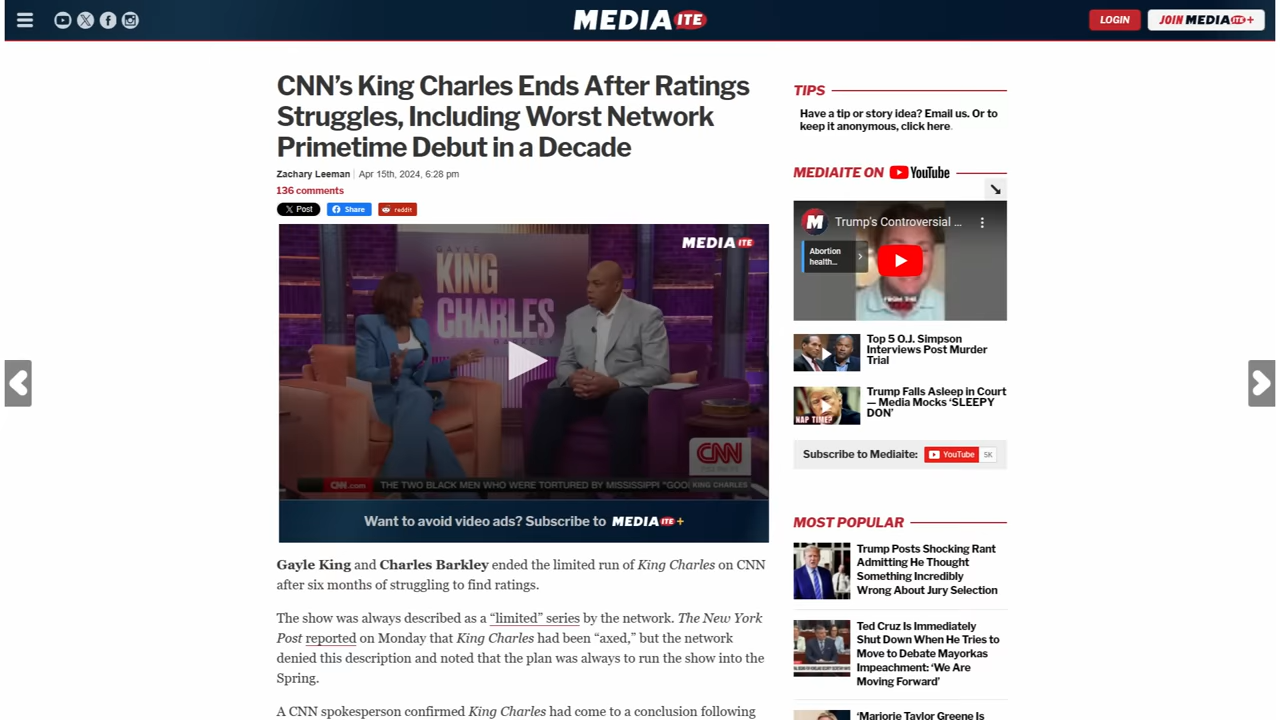 MEDIAITE
LOGIN
JOIN MEDIAITE+
CNN’s King Charles Ends After Ratings
Struggles, Including Worst Network
Primetime Debut in a Decade
Zachary Leeman
Apr 15th, 2024, 6:28 pm
136 comments
Post
Share
reddit
MEDIAITE
GAYLE
KING
CHARLES
BARKLEY
CNN
KING CHARLES
CNN.com THE TWO BLACK MEN WHO WERE TORTURED BY MISSISSIPPI "GOO
Want to avoid video ads? Subscribe to MEDIAITE+
Gayle King and Charles Barkley ended the limited run of King Charles on CNN
after six months of struggling to find ratings.
The show was always described as a “limited” series by the network. The New York
Post reported on Monday that King Charles had been “axed,” but the network
denied this description and noted that the plan was always to run the show into the
Spring.
A CNN spokesperson confirmed King Charles had come to a conclusion following
TIPS
Have a tip or story idea? Email us. Or to
keep it anonymous, click here.
MEDIAITE ON YouTube
M
Trump's Controversial ...
Abortion
health...
Top 5 O.J. Simpson
Interviews Post Murder
Trial
NAP TIME?
Trump Falls Asleep in Court
— Media Mocks ‘SLEEPY
DON’
Subscribe to Mediaite:
YouTube
5K
MOST POPULAR
Trump Posts Shocking Rant
Admitting He Thought
Something Incredibly
Wrong About Jury Selection
Ted Cruz Is Immediately
Shut Down When He Tries to
Move to Debate Mayorkas
Impeachment: ‘We Are
Moving Forward’
‘Marjorie Taylor Greene Is